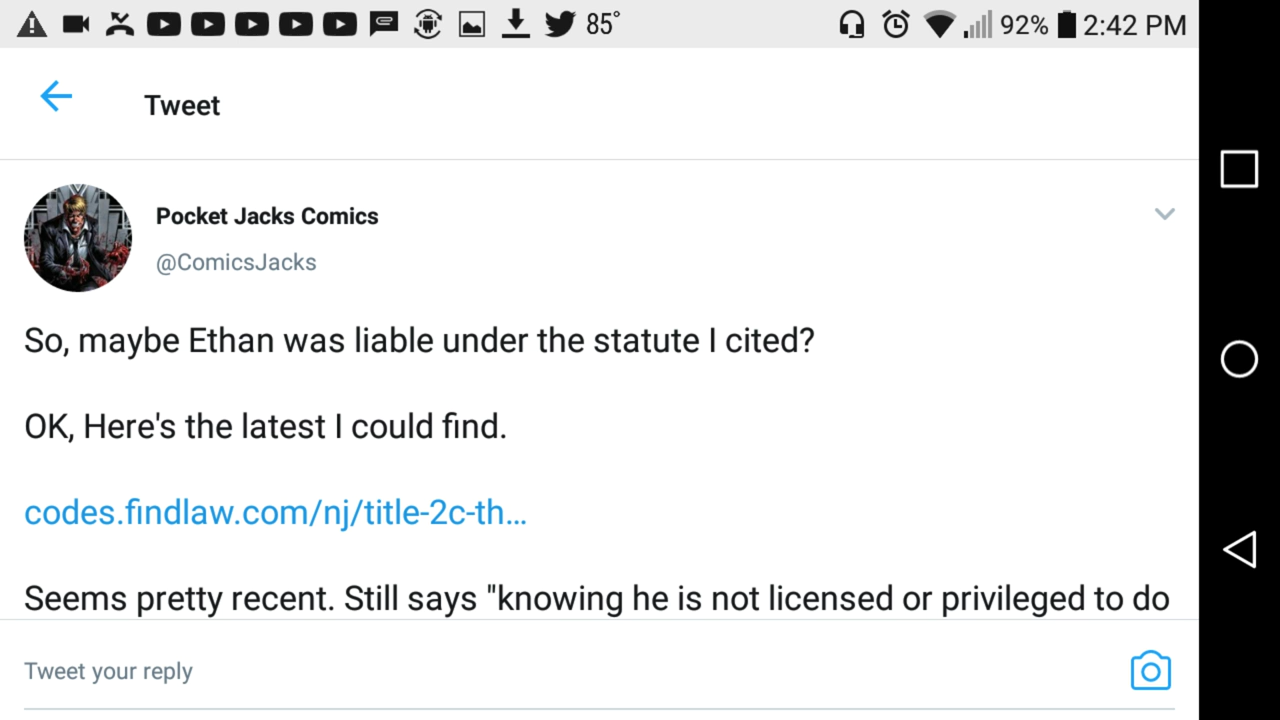 85° 92% 2:42 PM
Tweet
Pocket Jacks Comics
@ComicsJacks
So, maybe Ethan was liable under the statute I cited?
OK, Here's the latest I could find.
codes.findlaw.com/nj/title-2c-th...
Seems pretty recent. Still says "knowing he is not licensed or privileged to do
Tweet your reply